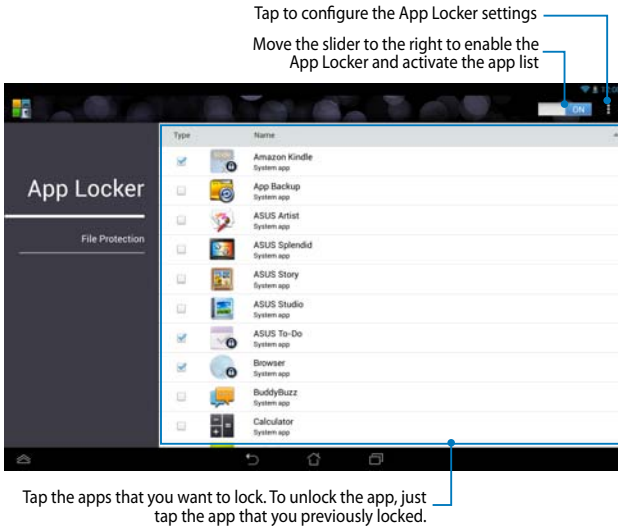 Tap to configure the App Locker settings
Move the slider to the right to enable the
App Locker and activate the app list
ON
Type Name
App Locker
File Protection
Amazon Kindle
System app
App Backup
System app
ASUS Artist
System app
ASUS Splendid
System app
ASUS Story
System app
ASUS Studio
System app
ASUS To-Do
System app
Browser
System app
BuddyBuzz
System app
Calculator
System app
Tap the apps that you want to lock. To unlock the app, just
tap the app that you previously locked.